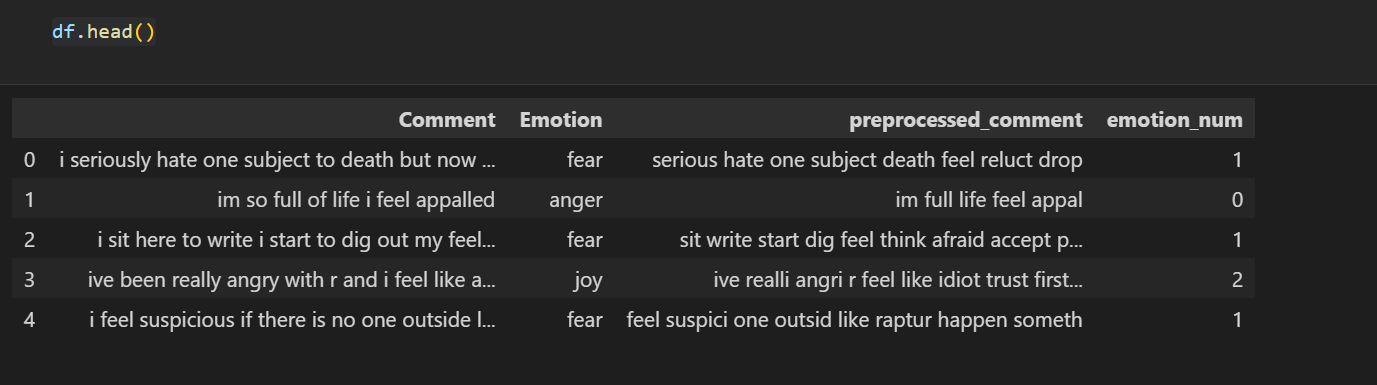 df.head()
Comment Emotion preprocessed_comment emotion_num
0 i seriously hate one subject to death but now ... fear serious hate one subject death feel reluct drop 1
1 im so full of life i feel appalled anger im full life feel appal 0
2 i sit here to write i start to dig out my feel... fear sit write start dig feel think afraid accept p... 1
3 ive been really angry with r and i feel like a... joy ive realli angri r feel like idiot trust first... 2
4 i feel suspicious if there is no one outside l... fear feel suspici one outsid like raptur happen someth 1